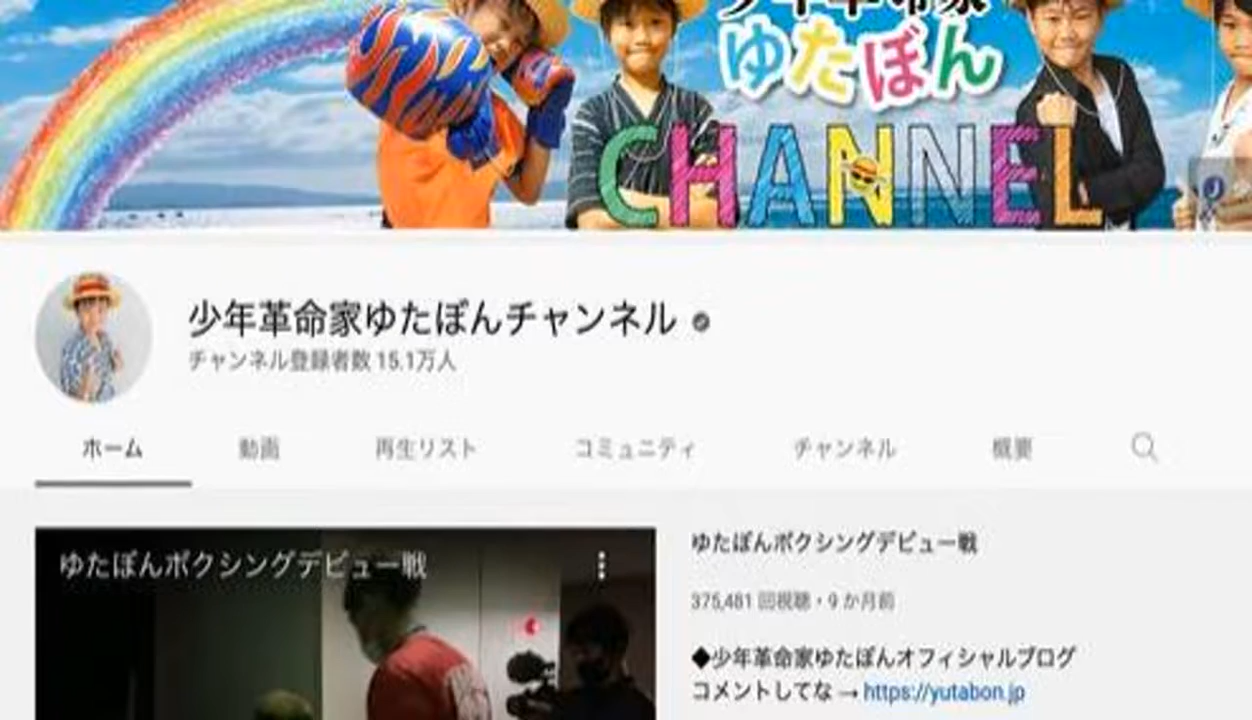 少年革命家
ゆたぼん
CHANNEL
少年革命家ゆたぼんチャンネル
チャンネル登録者数 15.1万人
ホーム 動画 再生リスト コミュニティ チャンネル 概要
ゆたぼんボクシングデビュー戦
ゆたぼんボクシングデビュー戦
375,481 回視聴・9 か月前
◆少年革命家ゆたぼんオフィシャルブログ
コメントしてな → https://yutabon.jp